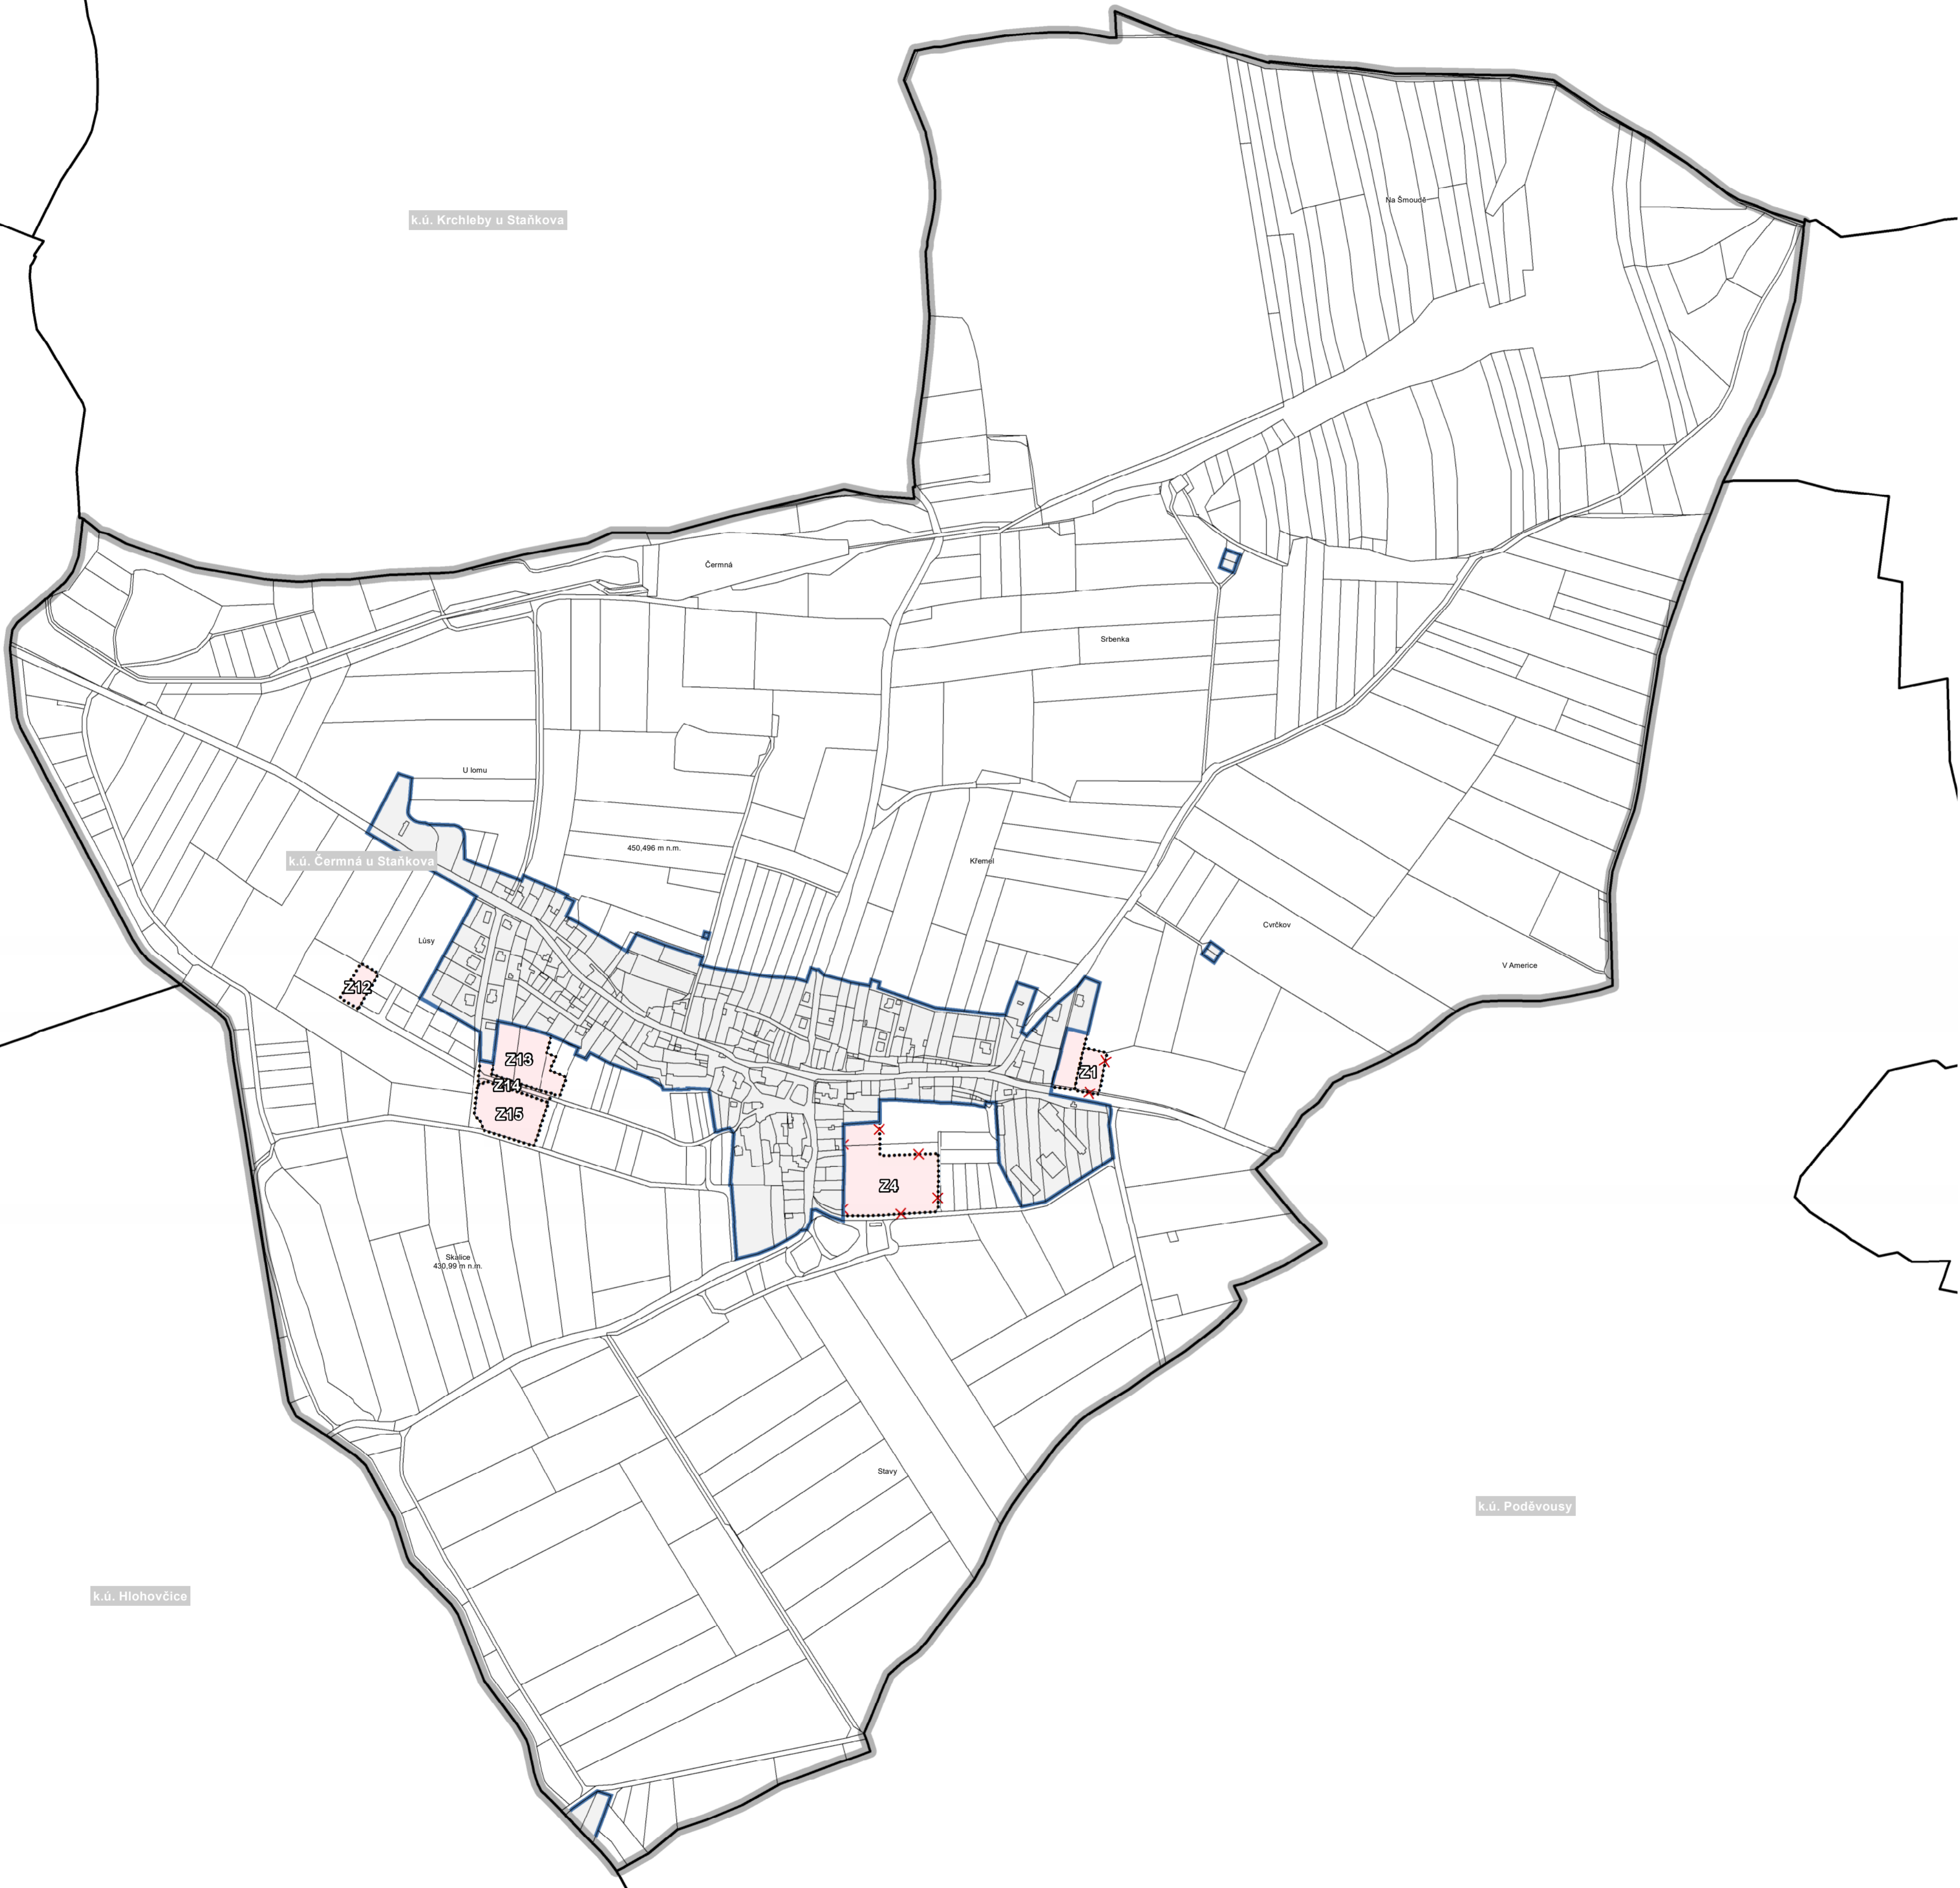 Na Šmoudě
k.ú. Krchleby u Staňkova
Čermná
Srbenka
U lomu
450,496 m n.m.
k.ú. Čermná u Staňkova
Křemel
Cvrčkov
Lúsy
V Americe
Z12
Z13
Z1
Z14
Z15
Z4
Skalice
430,99 m n.m.
Stavy
k.ú. Poděvousy
k.ú. Hlohovčice